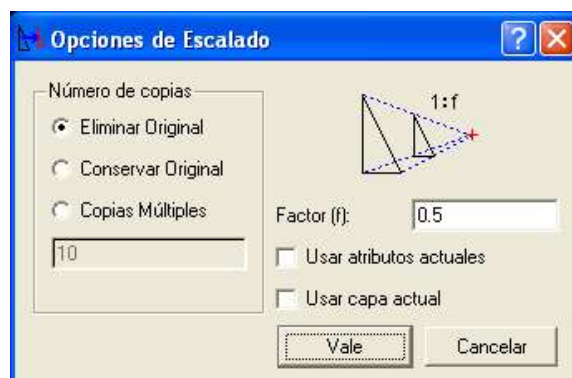 Opciones de Escalado
Número de copias
Eliminar Original
Conservar Original
Copias Múltiples
10
1:f
Factor (f): 0.5
Usar atributos actuales
Usar capa actual
Vale Cancelar